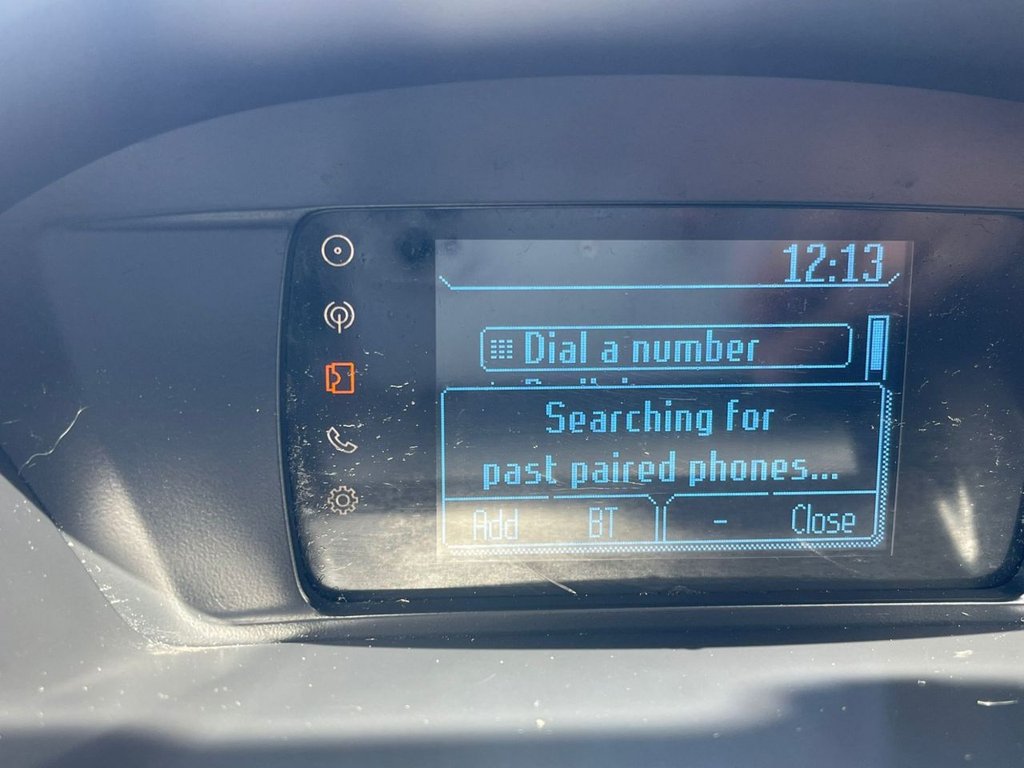 12:13
Dial a number
Searching for
past paired phones...
Add BT - Close